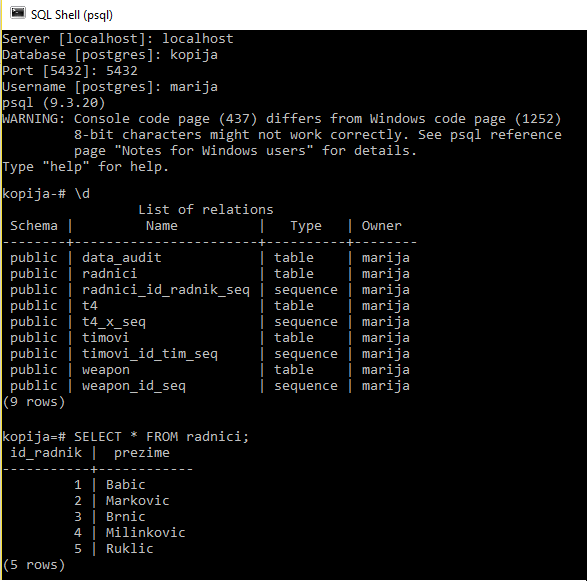 SQL Shell (psql)
Server [localhost]: localhost
Database [postgres]: kopija
Port [5432]: 5432
Username [postgres]: marija
psql (9.3.20)
WARNING: Console code page (437) differs from Windows code page (1252)
         8-bit characters might not work correctly. See psql reference
         page "Notes for Windows users" for details.
Type "help" for help.
kopija-# \d
                 List of relations
 Schema |         Name          |   Type   | Owner
--------+-----------------------+----------+--------
 public | data_audit            | table    | marija
 public | radnici               | table    | marija
 public | radnici_id_radnik_seq | sequence | marija
 public | t4                    | table    | marija
 public | t4_x_seq              | sequence | marija
 public | timovi                | table    | marija
 public | timovi_id_tim_seq     | sequence | marija
 public | weapon                | table    | marija
 public | weapon_id_seq         | sequence | marija
(9 rows)
kopija=# SELECT * FROM radnici;
 id_radnik |  prezime
-----------+------------
         1 | Babic
         2 | Markovic
         3 | Brnic
         4 | Milinkovic
         5 | Ruklic
(5 rows)